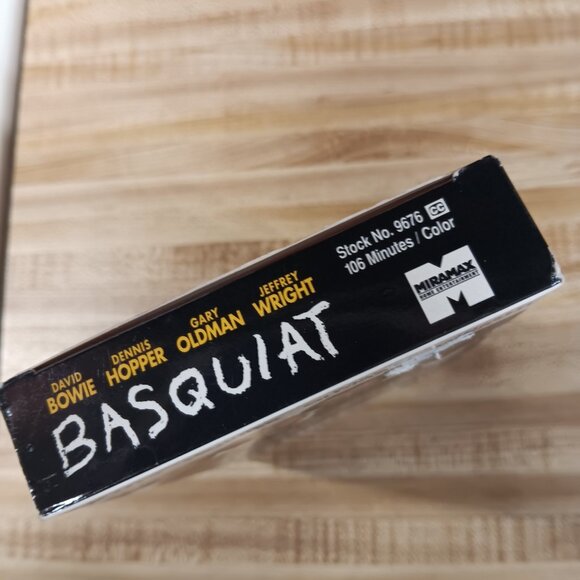 DAVID BOWIE
DENNIS HOPPER
GARY OLDMAN
JEFFREY WRIGHT
BASQUIAT
Stock No. 9676 CC
106 Minutes / Color
MIRAMAX
HOME ENTERTAINMENT